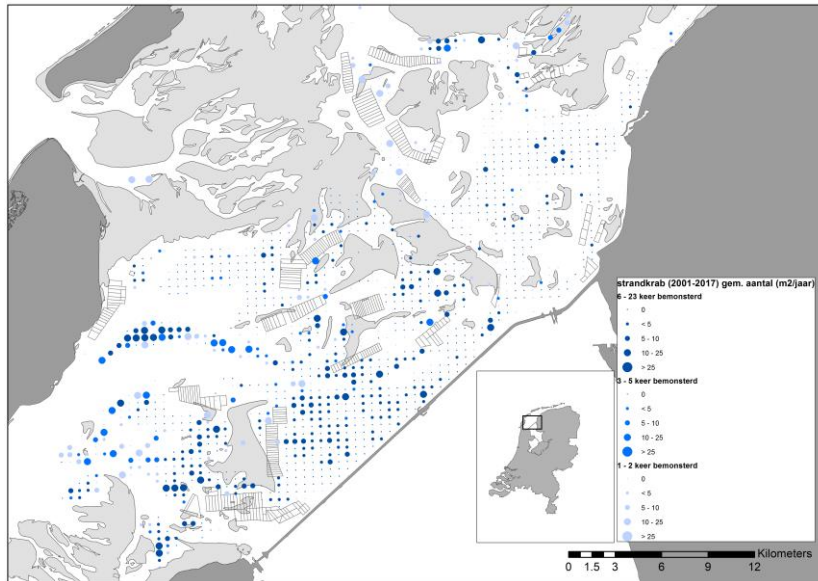 strandkrab (2001-2017) gem. aantal (m2/jaar)
6 - 23 keer bemonsterd
0
< 5
5 - 10
10 - 25
> 25
3 - 5 keer bemonsterd
0
< 5
5 - 10
10 - 25
> 25
1 - 2 keer bemonsterd
0
< 5
5 - 10
10 - 25
> 25
Kilometers
0 1.5 3 6 9 12